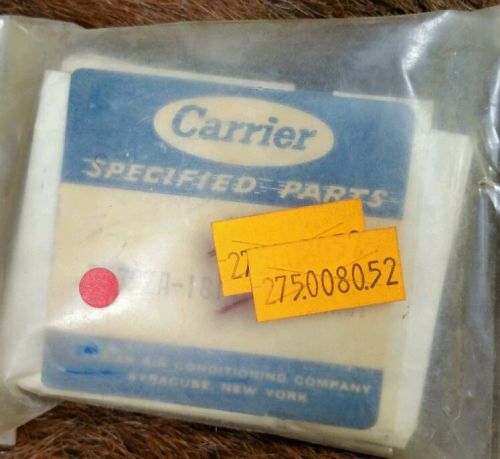 Carrier
SPECIFIED PARTS
275.0080.52
AIR CONDITIONING COMPANY
SYRACUSE, NEW YORK